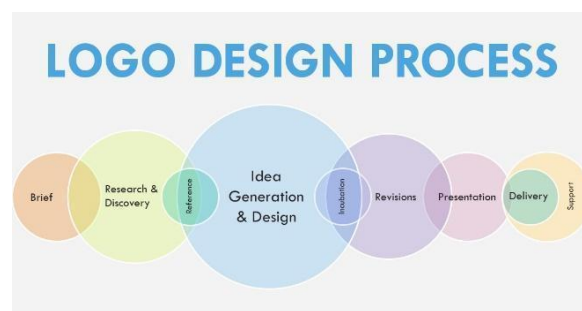 LOGO DESIGN PROCESS
Brief
Research &
Discovery
Reference
Idea
Generation
& Design
Incubation
Revisions
Presentation
Delivery
Support